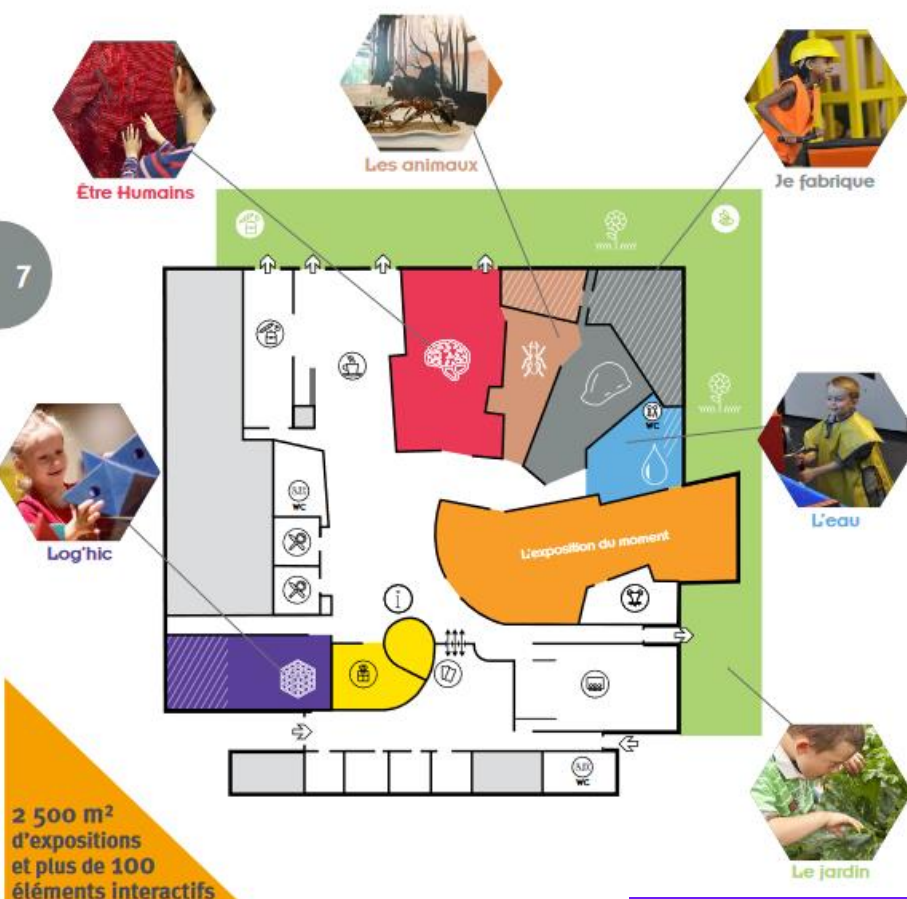 Être Humains
Les animaux
Je fabrique
7
WC
L'eau
Log'hic
WC
L'exposition du moment
i
WC
2 500 m²
d'expositions
et plus de 100
éléments interactifs
Le jardin